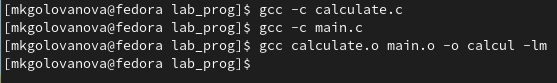 [mkgolovanova@fedora lab_prog]$ gcc -c calculate.c
[mkgolovanova@fedora lab_prog]$ gcc -c main.c
[mkgolovanova@fedora lab_prog]$ gcc calculate.o main.o -o calcul -lm
[mkgolovanova@fedora lab_prog]$